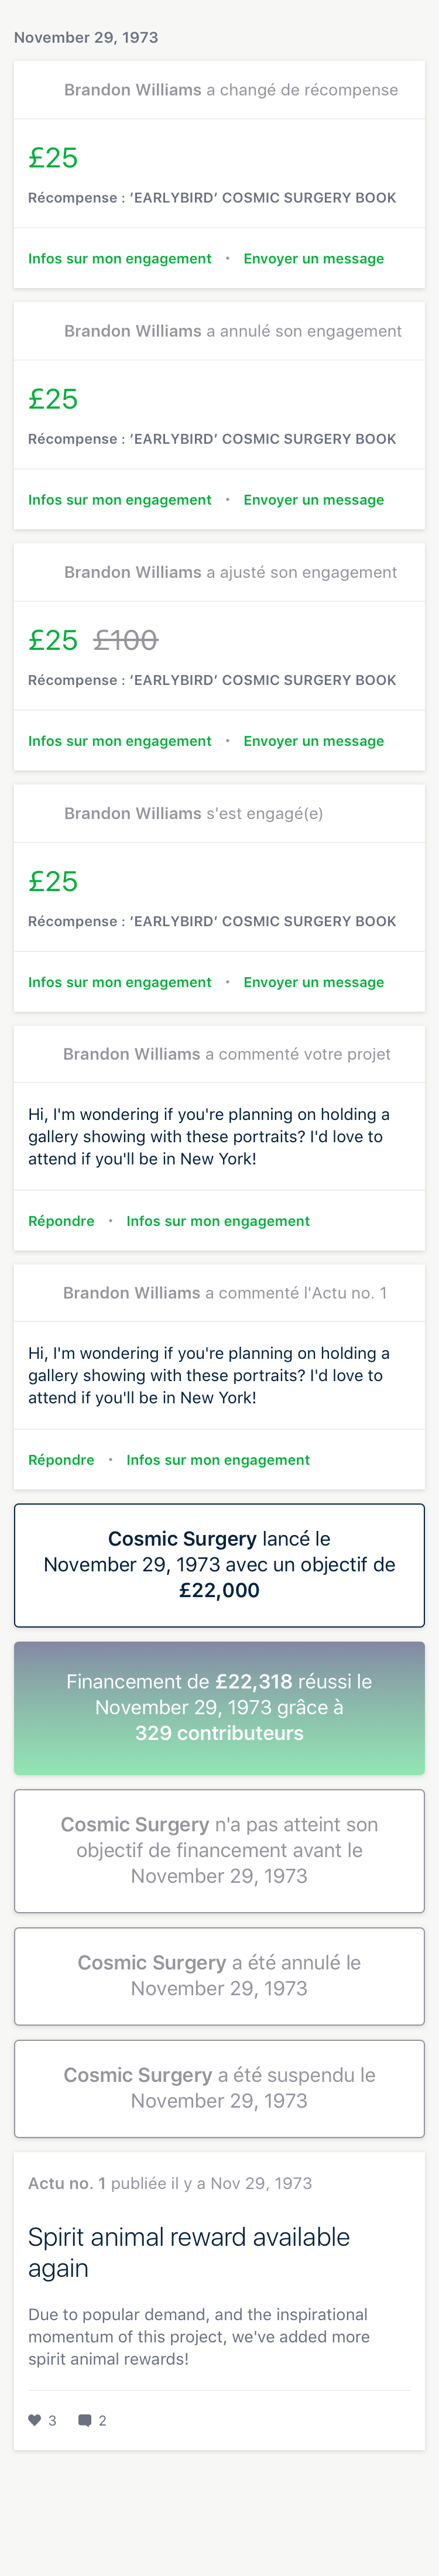 November 29, 1973
Brandon Williams a changé de récompense
£25
Récompense : ‘EARLYBIRD‘ COSMIC SURGERY BOOK
Infos sur mon engagement • Envoyer un message
Brandon Williams a annulé son engagement
£25
Récompense : ‘EARLYBIRD‘ COSMIC SURGERY BOOK
Infos sur mon engagement • Envoyer un message
Brandon Williams a ajusté son engagement
£25 £100
Récompense : ‘EARLYBIRD‘ COSMIC SURGERY BOOK
Infos sur mon engagement • Envoyer un message
Brandon Williams s'est engagé(e)
£25
Récompense : ‘EARLYBIRD‘ COSMIC SURGERY BOOK
Infos sur mon engagement • Envoyer un message
Brandon Williams a commenté votre projet
Hi, I'm wondering if you're planning on holding a
gallery showing with these portraits? I'd love to
attend if you'll be in New York!
Répondre • Infos sur mon engagement
Brandon Williams a commenté l'Actu no. 1
Hi, I'm wondering if you're planning on holding a
gallery showing with these portraits? I'd love to
attend if you'll be in New York!
Répondre • Infos sur mon engagement
Cosmic Surgery lancé le
November 29, 1973 avec un objectif de
£22,000
Financement de £22,318 réussi le
November 29, 1973 grâce à
329 contributeurs
Cosmic Surgery n'a pas atteint son
objectif de financement avant le
November 29, 1973
Cosmic Surgery a été annulé le
November 29, 1973
Cosmic Surgery a été suspendu le
November 29, 1973
Actu no. 1 publiée il y a Nov 29, 1973
Spirit animal reward available
again
Due to popular demand, and the inspirational
momentum of this project, we've added more
spirit animal rewards!
3 2